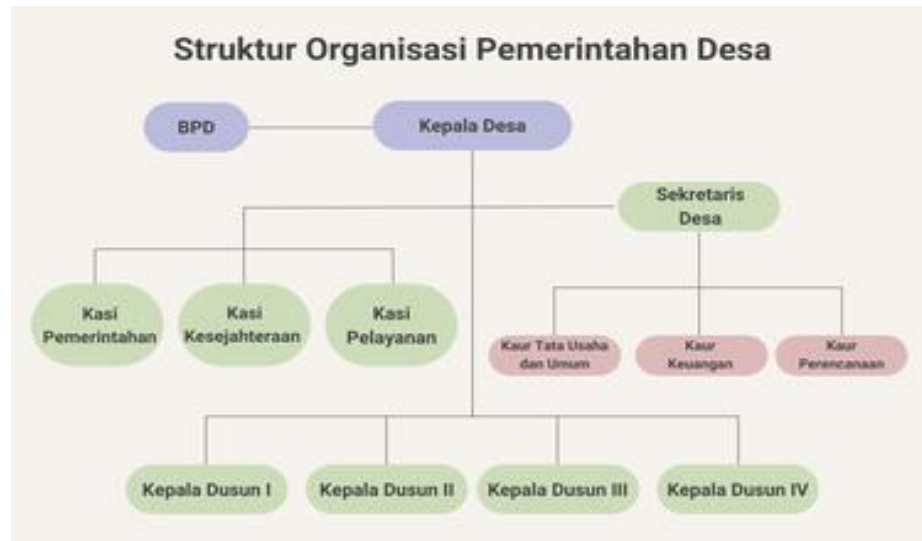 Struktur Organisasi Pemerintahan Desa
BPD
Kepala Desa
Sekretaris
Desa
Kasi
Pemerintahan
Kasi
Kesejahteraan
Kasi
Pelayanan
Kaur Tata Usaha
dan Umum
Kaur
Keuangan
Kaur
Perencanaan
Kepala Dusun I
Kepala Dusun II
Kepala Dusun III
Kepala Dusun IV